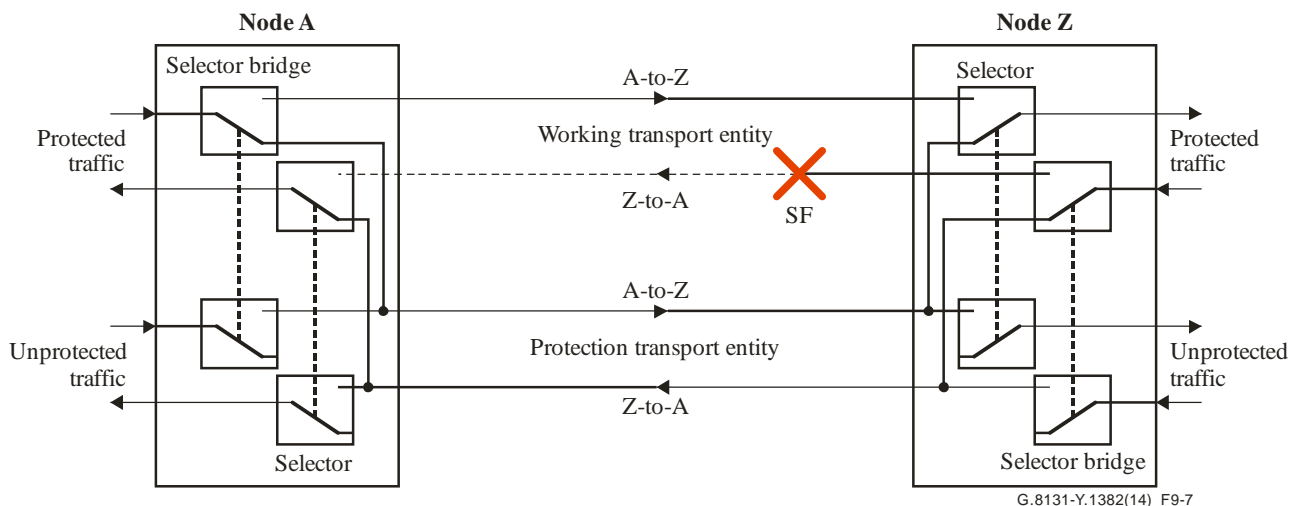 Node A
Node Z
Selector bridge
A-to-Z
Selector
Protected
traffic
Working transport entity
Protected
traffic
Z-to-A
SF
A-to-Z
Unprotected
traffic
Protection transport entity
Unprotected
traffic
Z-to-A
Selector
Selector bridge
G.8131-Y.1382(14)_F9-7